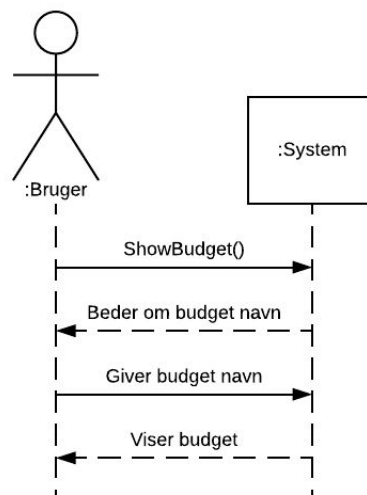 :System
:Bruger
ShowBudget()
Beder om budget navn
Giver budget navn
Viser budget